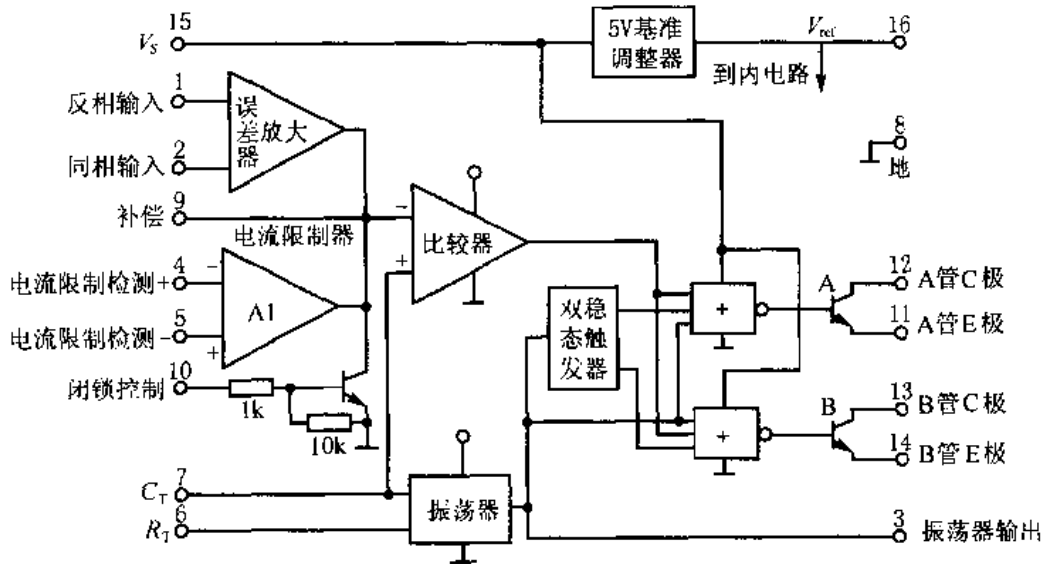 15
V_S
5V基准
调整器
V_ref
16
到内电路
1
反相输入
误
差放大
器
2
同相输入
8
地
9
补偿
-
电流限制器
比较器
+
4
电流限制检测+
-
A1
5
电流限制检测-
+
10
闭锁控制
1k
10k
双稳
态触
发器
+
A
12
A管C极
11
A管E极
+
B
13
B管C极
14
B管E极
7
C_T
6
R_T
振荡器
3
振荡器输出